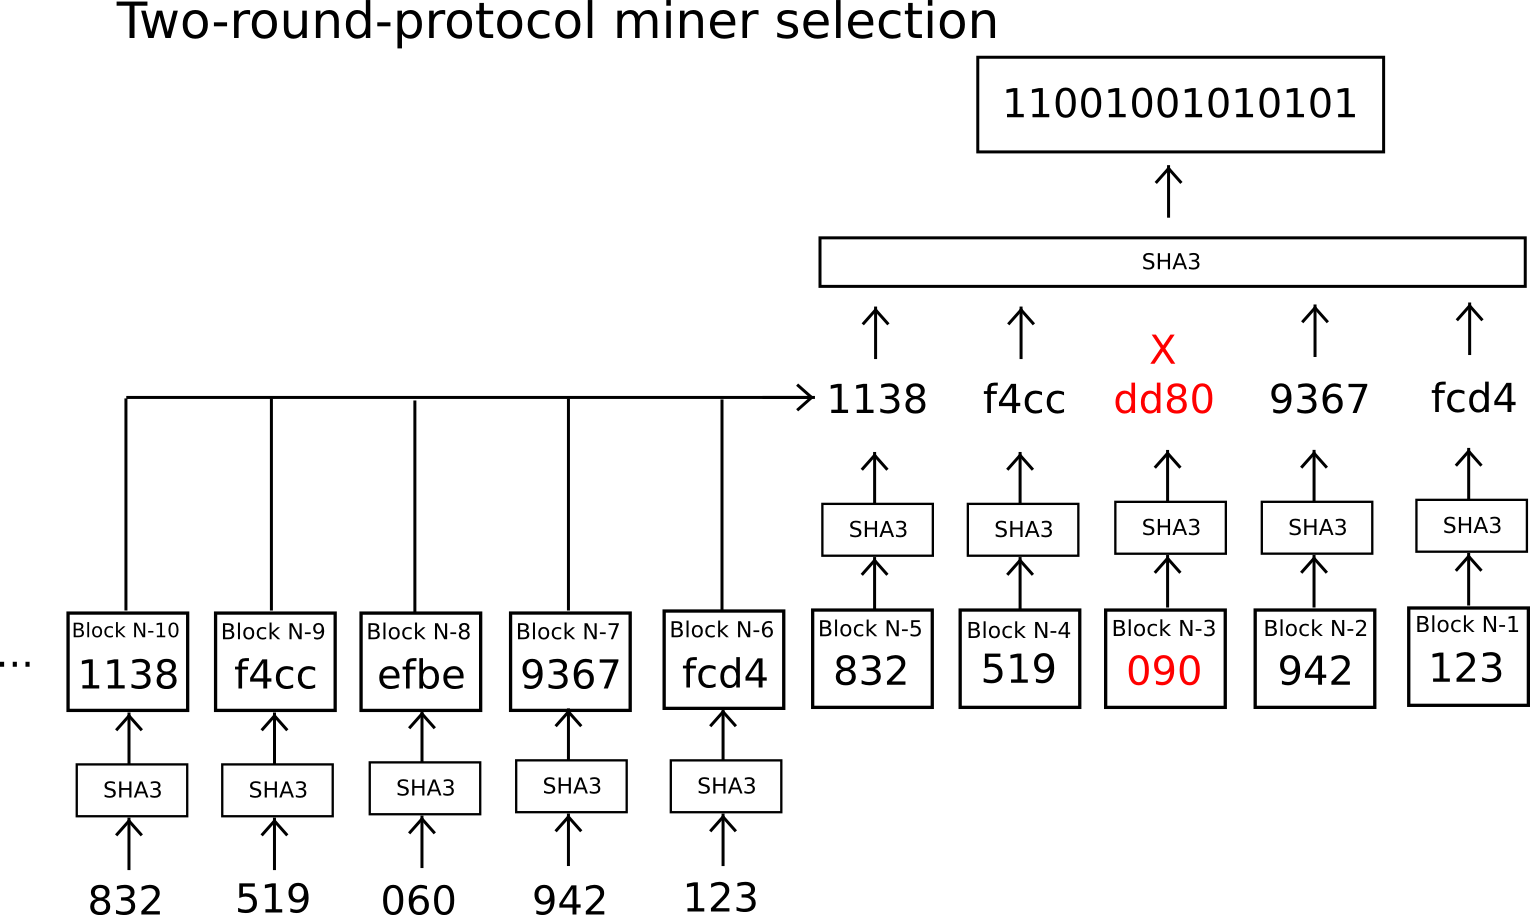 Two-round-protocol miner selection
11001001010101
SHA3
X
1138 f4cc dd80 9367 fcd4
SHA3 SHA3 SHA3 SHA3 SHA3
Block N-10 Block N-9 Block N-8 Block N-7 Block N-6 Block N-5 Block N-4 Block N-3 Block N-2 Block N-1
... 1138 f4cc efbe 9367 fcd4 832 519 090 942 123
SHA3 SHA3 SHA3 SHA3 SHA3
832 519 060 942 123